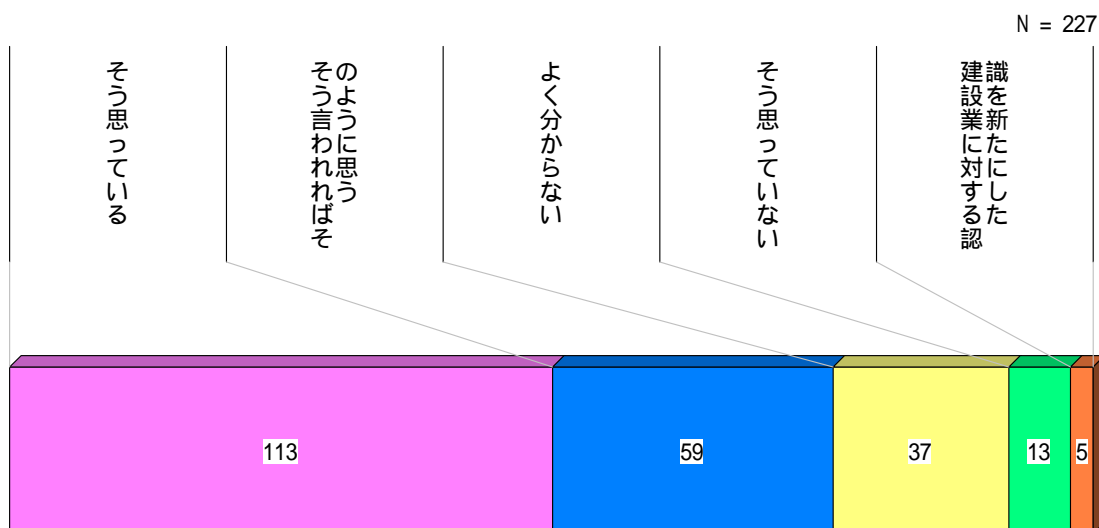 N = 227
そう思っている
そう言われればそ
のように思う
よく分からない
そう思っていない
建設業に対する認
識を新たにした
113
59
37
13
5